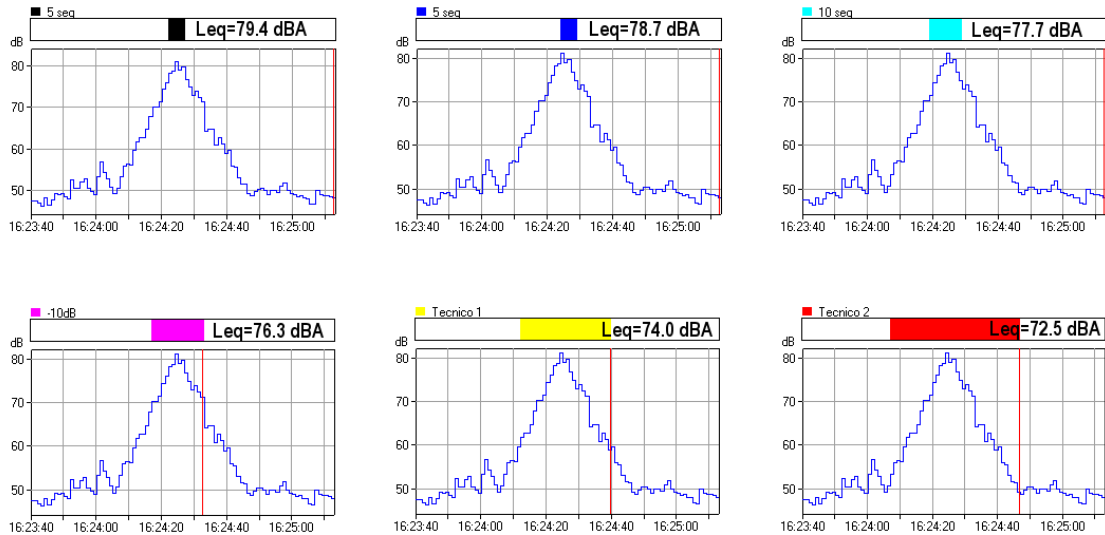 5 seg
Leq=79.4 dBA
dB
80
70
60
50
16:23:40 16:24:00 16:24:20 16:24:40 16:25:00
5 seg
Leq=78.7 dBA
dB
80
70
60
50
16:23:40 16:24:00 16:24:20 16:24:40 16:25:00
10 seg
Leq=77.7 dBA
dB
80
70
60
50
16:23:40 16:24:00 16:24:20 16:24:40 16:25:00
-10dB
Leq=76.3 dBA
dB
80
70
60
50
16:23:40 16:24:00 16:24:20 16:24:40 16:25:00
Tecnico 1
Leq=74.0 dBA
dB
80
70
60
50
16:23:40 16:24:00 16:24:20 16:24:40 16:25:00
Tecnico 2
Leq=72.5 dBA
dB
80
70
60
50
16:23:40 16:24:00 16:24:20 16:24:40 16:25:00